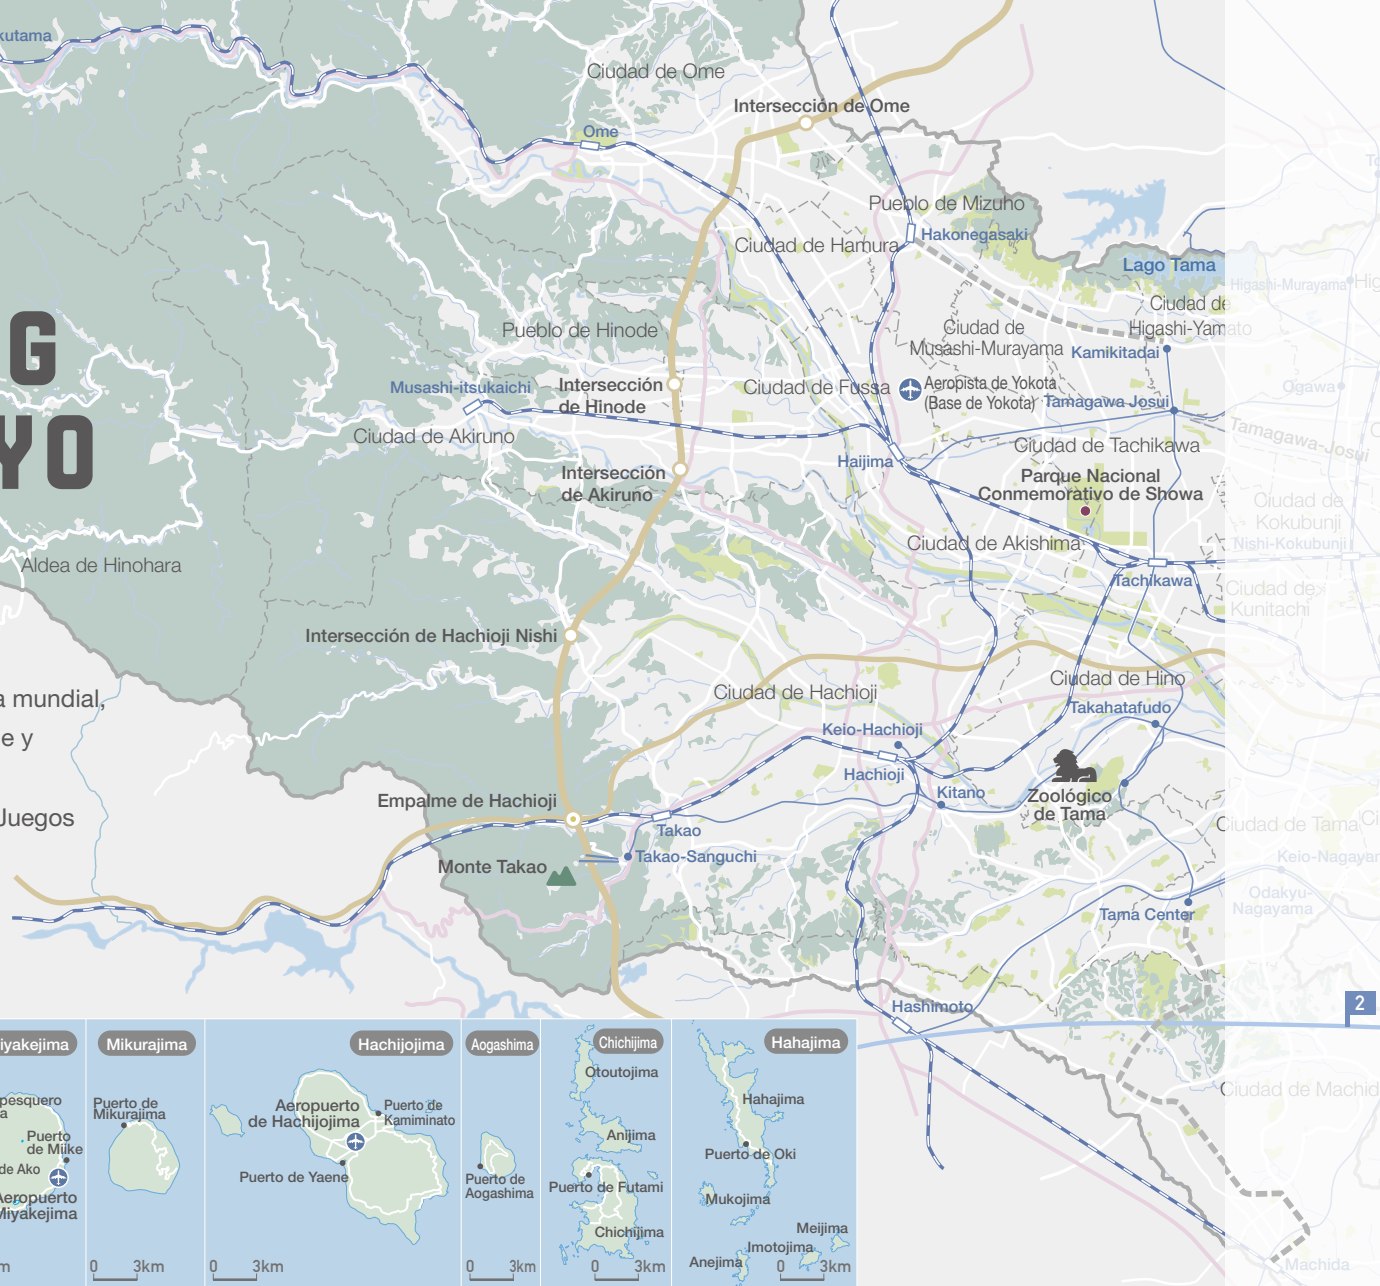 kutama
Ciudad de Ome
Intersección de Ome
Ome
Pueblo de Mizuho
Hakonegasaki
Ciudad de Hamura
Lago Tama
Higashi-Murayama
Hig
Ciudad de
Higashi-Yamato
G
YO
Pueblo de Hinode
Ciudad de
Musashi-Murayama
Kamikitadai
Musashi-itsukaichi
Intersección
de Hinode
Ciudad de Fussa
Aeropista de Yokota
(Base de Yokota)
Tamagawa Josui
Ogawa
Tamagawa-Josui
Ciudad de Akiruno
Ciudad de Tachikawa
Haijima
Intersección
de Akiruno
Parque Nacional
Conmemorativo de Showa
Ciudad de
Kokubunji
Nishi-Kokubunji
Ciudad de Akishima
Aldea de Hinohara
Tachikawa
Ciudad de
Kunitachi
Intersección de Hachioji Nishi
a mundial,
e y
Juegos
Ciudad de Hachioji
Ciudad de Hino
Takahatafudo
Keio-Hachioji
Hachioji
Kitano
Zoológico
de Tama
Empalme de Hachioji
Takao
Takao-Sanguchi
Monte Takao
Ciudad de Tama
Ci
Keio-Nagayam
Odakyu-
Nagayama
Tama Center
Hashimoto
2
Ciudad de Machid
Machida
iyakejima
pesquero
a
Puerto
de Miike
de Ako
Aeropuerto
Miyakejima
m
Mikurajima
Puerto de
Mikurajima
0 3km
Hachijojima
Aeropuerto
de Hachijojima
Puerto de
Kamiminato
Puerto de Yaene
0 3km
Aogashima
Puerto de
Aogashima
0 3km
Chichijima
Otoutojima
Anijima
Puerto de Futami
Chichijima
0 3km
Hahajima
Hahajima
Puerto de Oki
Mukojima
Meijima
Imotojima
Anejima
0 3km